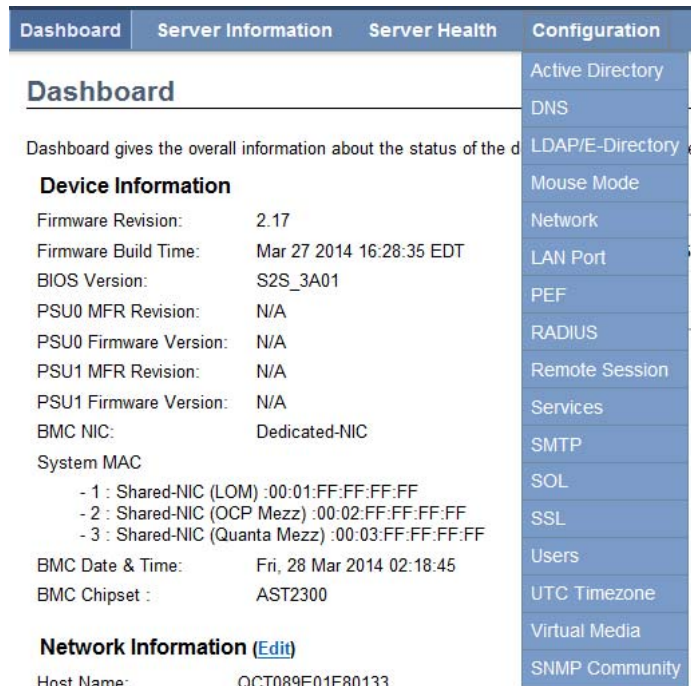 Dashboard Server Information Server Health Configuration
Dashboard
Dashboard gives the overall information about the status of the d
Device Information
Firmware Revision: 2.17
Firmware Build Time: Mar 27 2014 16:28:35 EDT
BIOS Version: S2S_3A01
PSU0 MFR Revision: N/A
PSU0 Firmware Version: N/A
PSU1 MFR Revision: N/A
PSU1 Firmware Version: N/A
BMC NIC: Dedicated-NIC
System MAC
- 1 : Shared-NIC (LOM) :00:01:FF:FF:FF:FF
- 2 : Shared-NIC (OCP Mezz) :00:02:FF:FF:FF:FF
- 3 : Shared-NIC (Quanta Mezz) :00:03:FF:FF:FF:FF
BMC Date & Time: Fri, 28 Mar 2014 02:18:45
BMC Chipset : AST2300
Network Information (Edit)
Host Name: QCT089E01F80133
Active Directory
DNS
LDAP/E-Directory
Mouse Mode
Network
LAN Port
PEF
RADIUS
Remote Session
Services
SMTP
SOL
SSL
Users
UTC Timezone
Virtual Media
SNMP Community